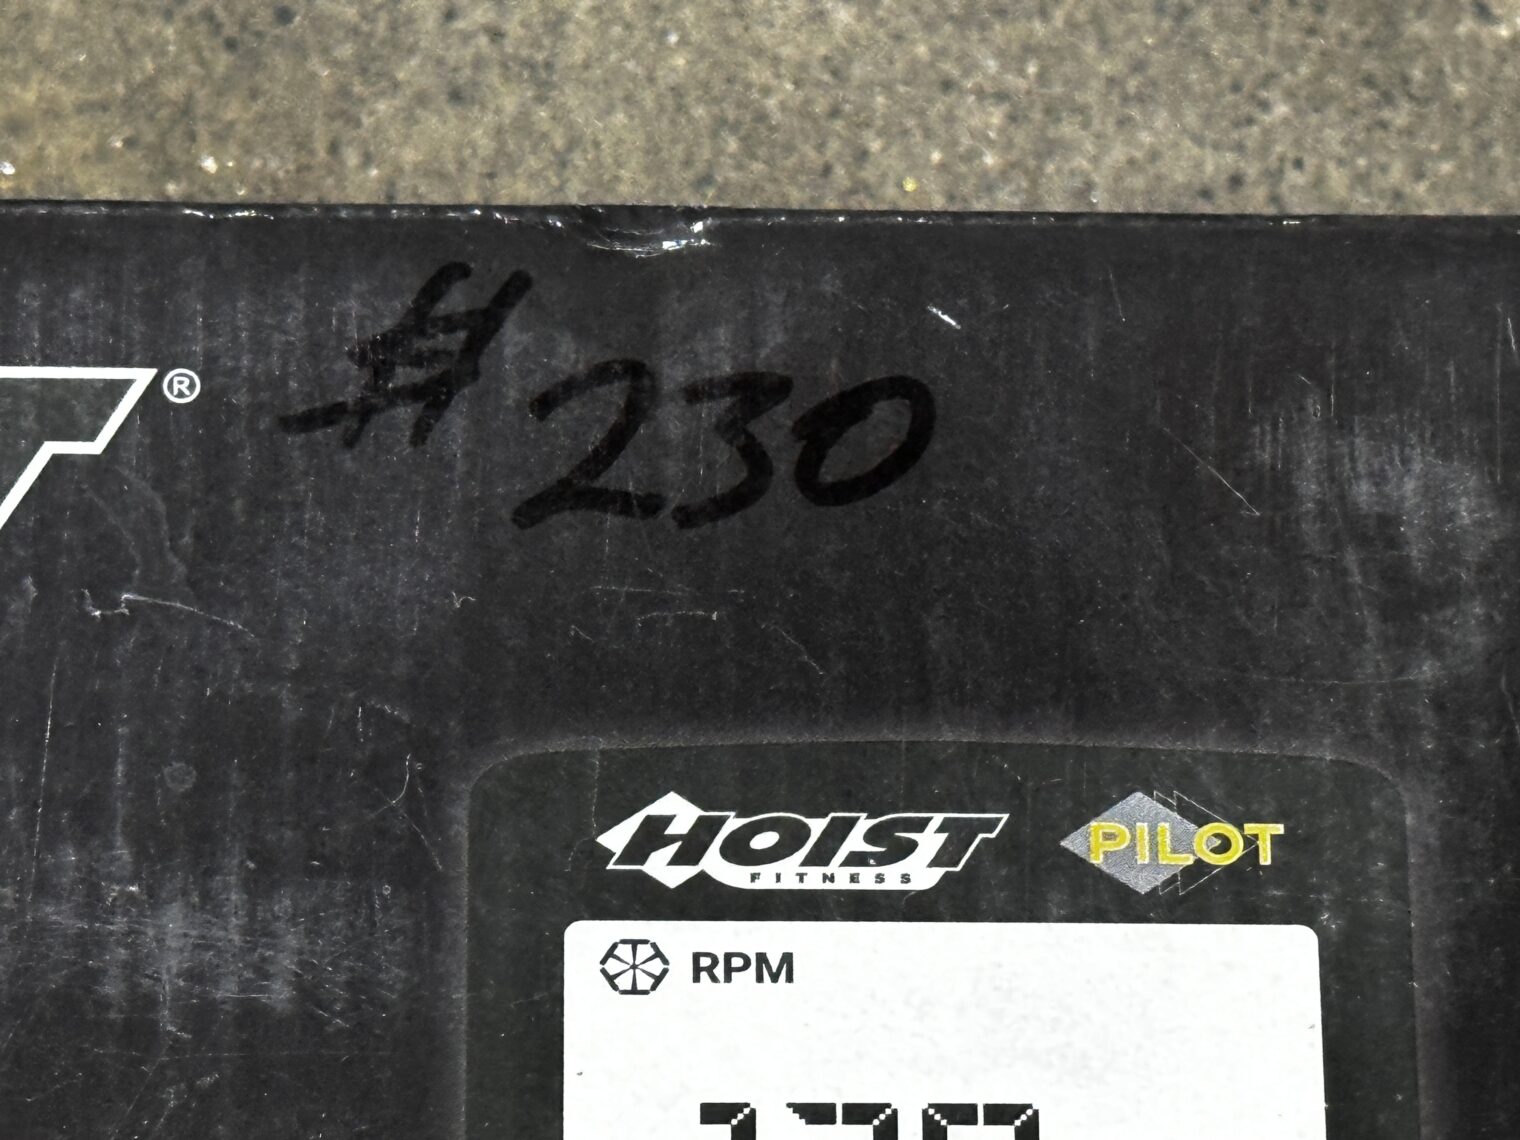 # 230
®
HOIST PILOT
FITNESS
RPM